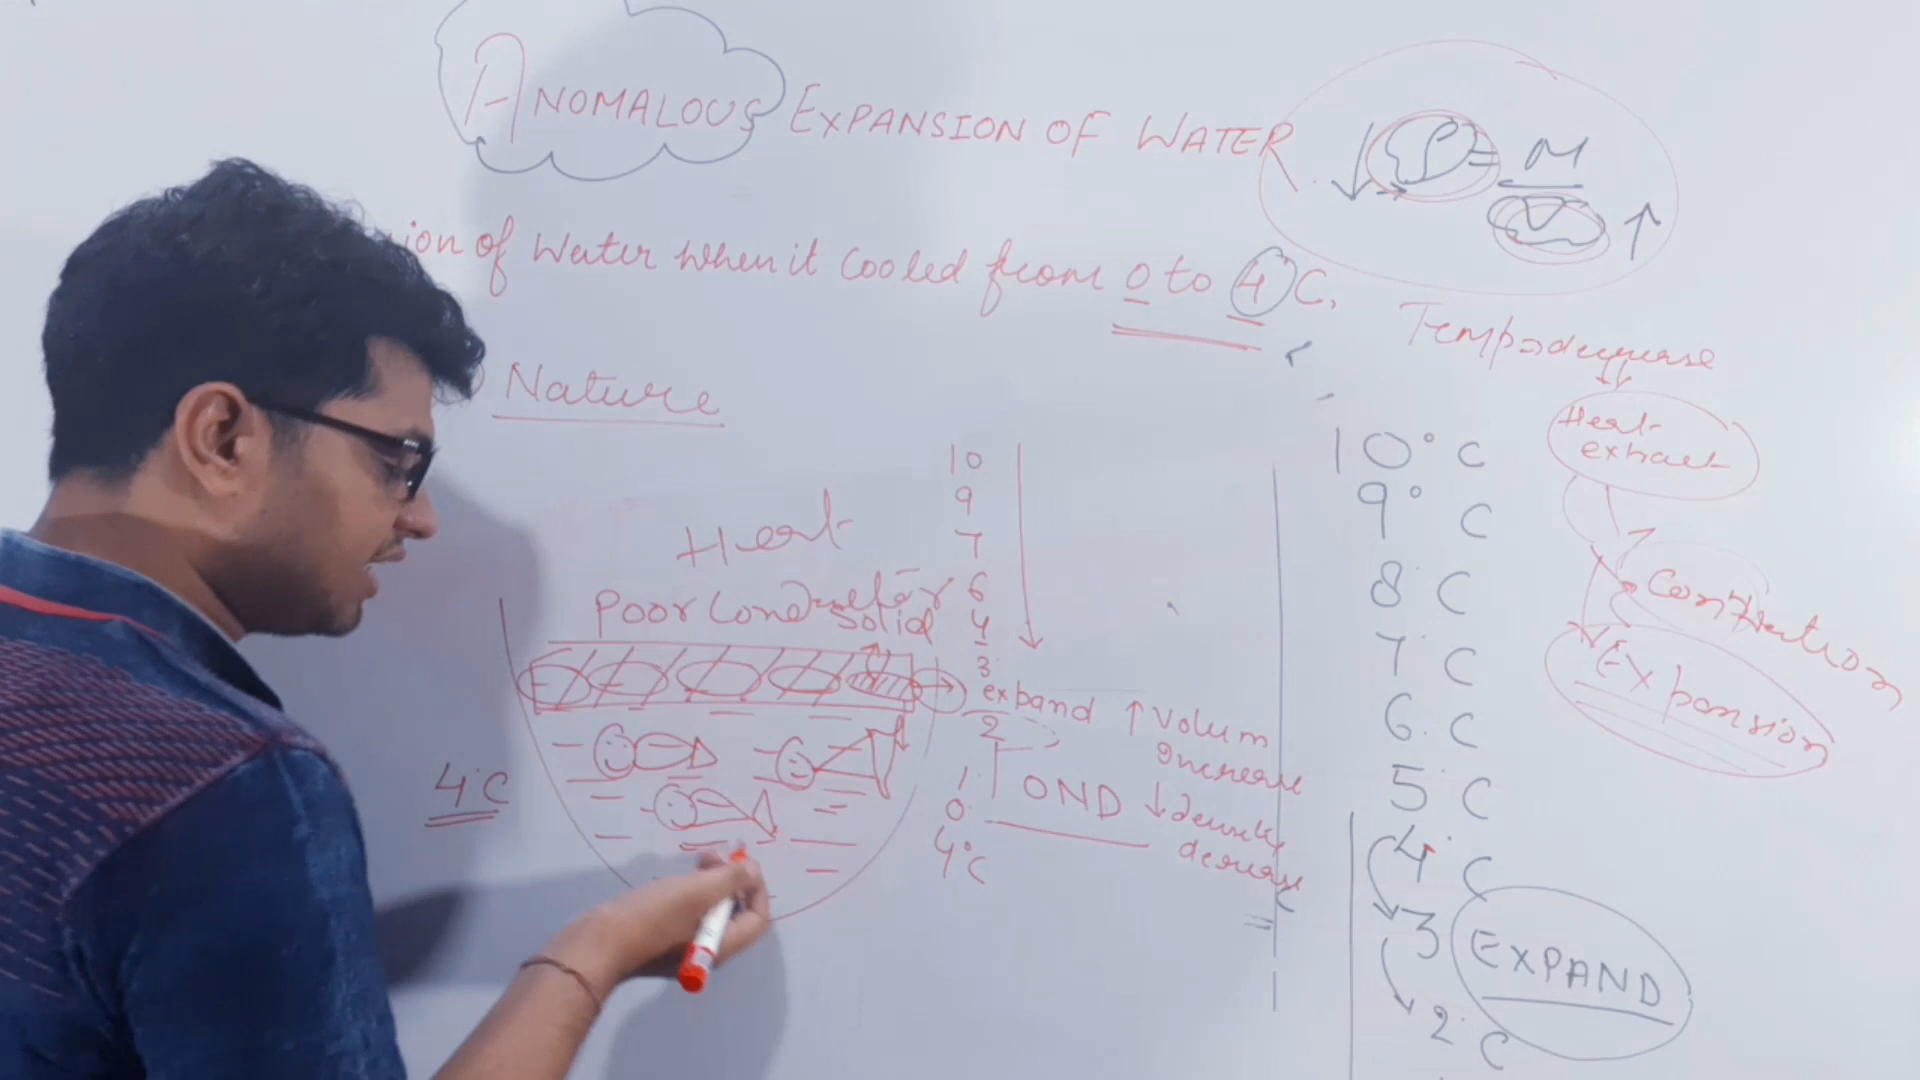 ANOMALOUS EXPANSION OF WATER
ρ = M
V
ion of Water when it Cooled from 0 to 4°C.
Nature
Temp decrease
Heat
extract
Contraction
Expansion
10
9
7
6
4
3
2
1
0
4°C
Heat
Poor Conductor
Solid
expand
↑ Volum
Increase
OND
↓ density
decrease
4°C
10°C
9°C
8°C
7°C
6°C
5°C
4°C
3
2°C
EXPAND